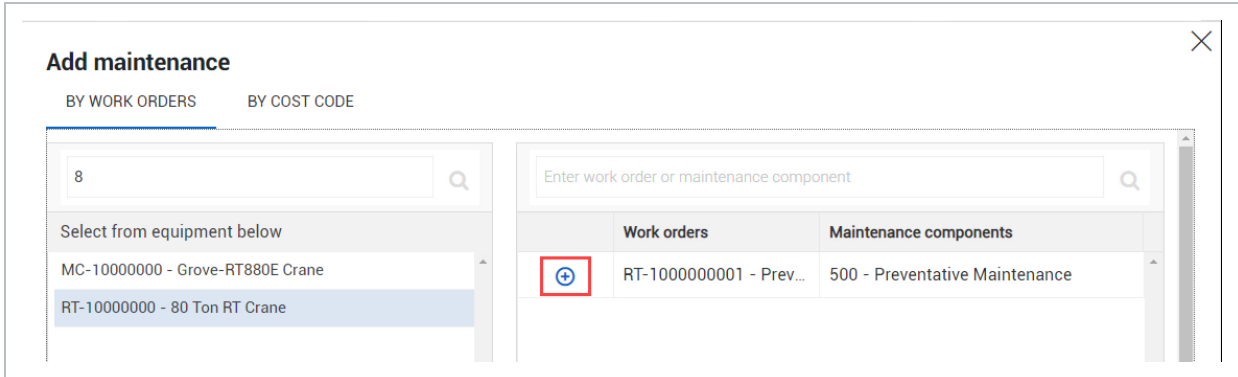 Add maintenance
BY WORK ORDERS BY COST CODE
8
Enter work order or maintenance component
Select from equipment below
Work orders Maintenance components
MC-10000000 - Grove-RT880E Crane
RT-1000000001 - Prev... 500 - Preventative Maintenance
RT-10000000 - 80 Ton RT Crane